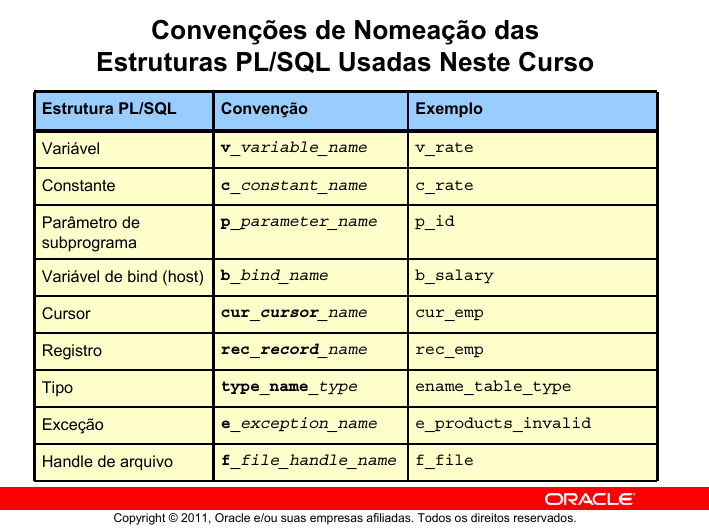 Convenções de Nomeação das
Estruturas PL/SQL Usadas Neste Curso
Estrutura PL/SQL Convenção Exemplo
Variável v_variable_name v_rate
Constante c_constant_name c_rate
Parâmetro de p_parameter_name p_id
subprograma
Variável de bind (host) b_bind_name b_salary
Cursor cur_cursor_name cur_emp
Registro rec_record_name rec_emp
Tipo type_name_type ename_table_type
Exceção e_exception_name e_products_invalid
Handle de arquivo f_file_handle_name f_file
ORACLE
Copyright © 2011, Oracle e/ou suas empresas afiliadas. Todos os direitos reservados.